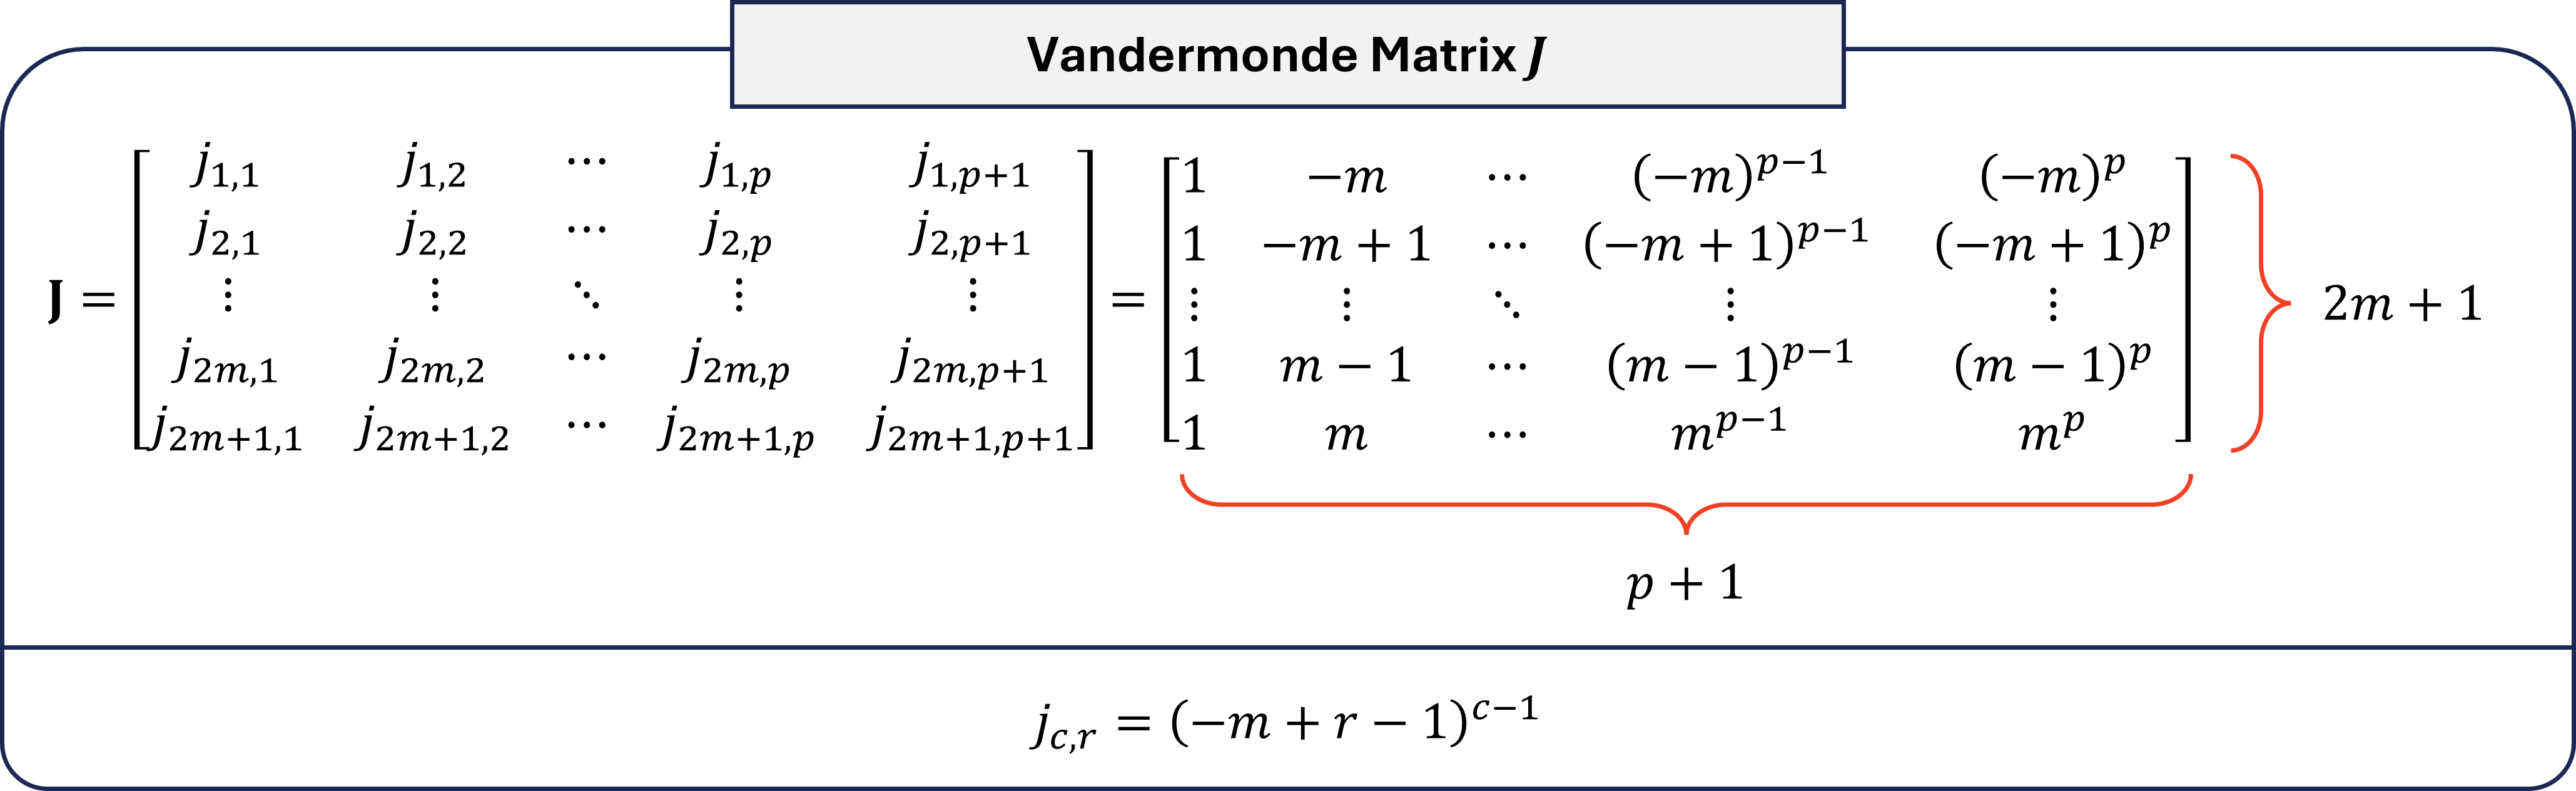 Vandermonde Matrix J
j_{1,1} j_{1,2} ⋯ j_{1,p} j_{1,p+1} 1 −m ⋯ (−m)^{p−1} (−m)^p
j_{2,1} j_{2,2} ⋯ j_{2,p} j_{2,p+1} 1 −m + 1 ⋯ (−m + 1)^{p−1} (−m + 1)^p
J = ⋮ ⋮ ⋱ ⋮ ⋮ = ⋮ ⋮ ⋱ ⋮ ⋮ 2m + 1
j_{2m,1} j_{2m,2} ⋯ j_{2m,p} j_{2m,p+1} 1 m − 1 ⋯ (m − 1)^{p−1} (m − 1)^p
j_{2m+1,1} j_{2m+1,2} ⋯ j_{2m+1,p} j_{2m+1,p+1} 1 m ⋯ m^{p−1} m^p
p + 1
j_{c,r} = (−m + r − 1)^{c−1}